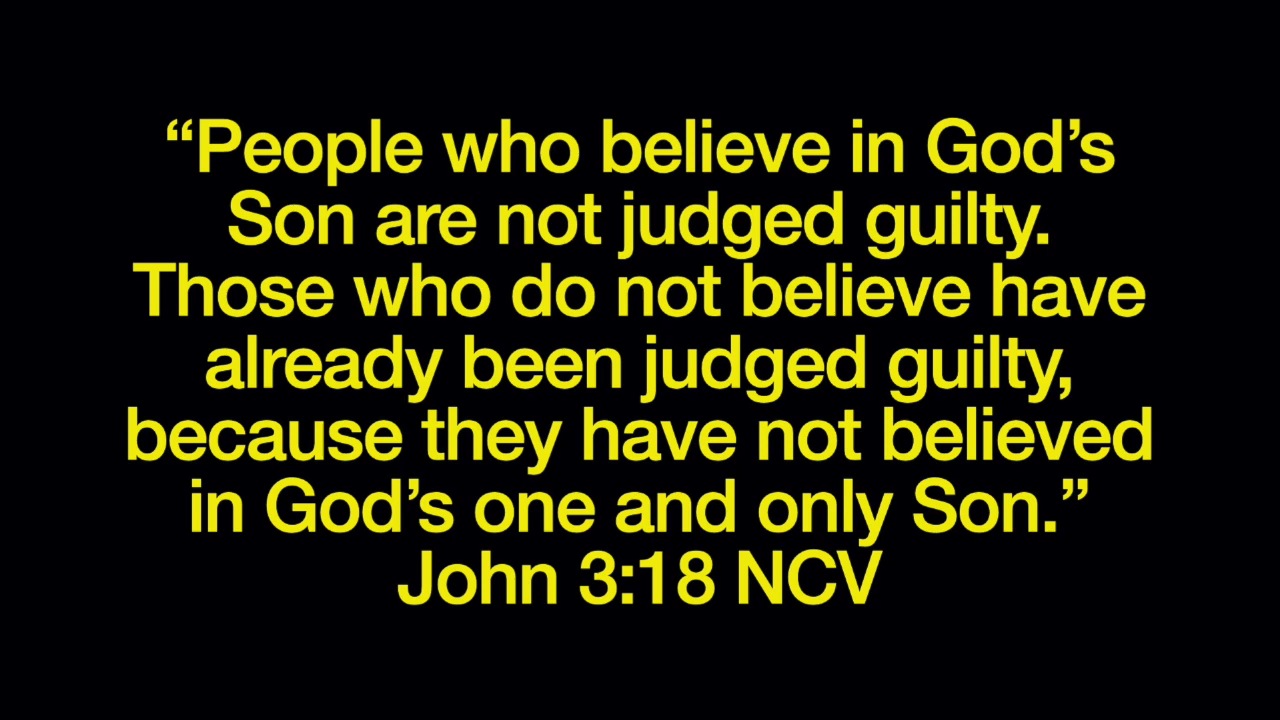 “People who believe in God’s
Son are not judged guilty.
Those who do not believe have
already been judged guilty,
because they have not believed
in God’s one and only Son.”
John 3:18 NCV